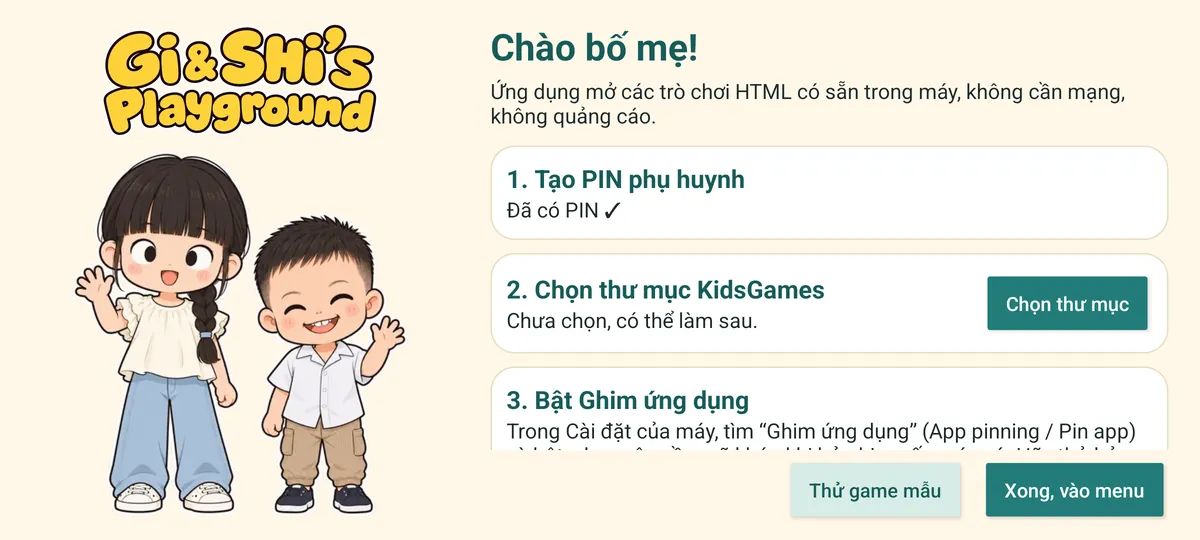 Gi & SHi's
Playground
Chào bố mẹ!
Ứng dụng mở các trò chơi HTML có sẵn trong máy, không cần mạng,
không quảng cáo.
1. Tạo PIN phụ huynh
Đã có PIN ✓
2. Chọn thư mục KidsGames
Chưa chọn, có thể làm sau.
Chọn thư mục
3. Bật Ghim ứng dụng
Trong Cài đặt của máy, tìm “Ghim ứng dụng” (App pinning / Pin app)
Thử game mẫu
Xong, vào menu